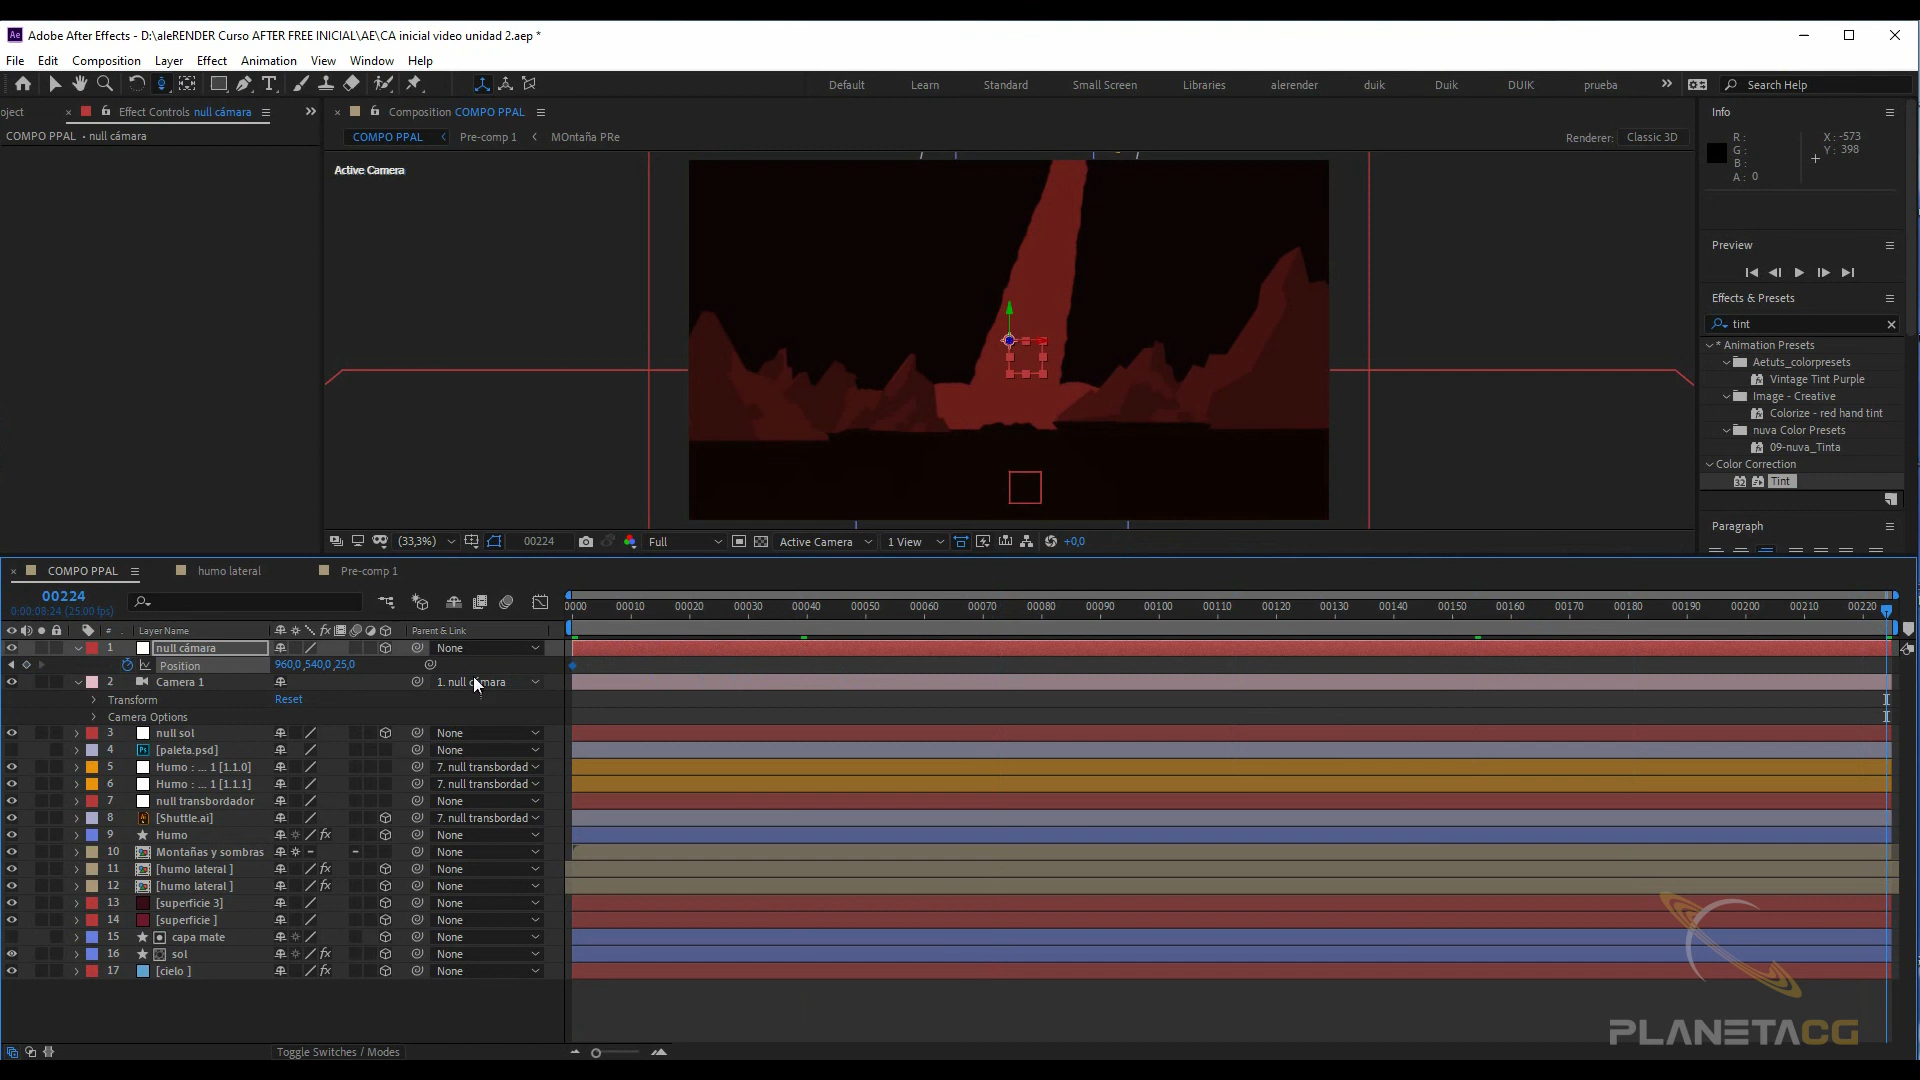 Adobe After Effects - D:\aleRENDER Curso AFTER FREE INICIAL\AE\CA inicial video unidad 2.aep *
File Edit Composition Layer Effect Animation View Window Help
Default Learn Standard Small Screen Libraries alerender duik Duik DUIK prueba Search Help
oject Effect Controls null cámara
COMPO PPAL • null cámara
Composition COMPO PPAL
COMPO PPAL Pre-comp 1 MOntaña PRe
Renderer: Classic 3D
Active Camera
Info
R :
G :
B :
A : 0
X : -573
Y : 398
Preview
Effects & Presets
tint
* Animation Presets
Aetuts_colorpresets
Vintage Tint Purple
Image - Creative
Colorize - red hand tint
nuva Color Presets
09-nuva_Tinta
Color Correction
Tint
Paragraph
(33,3%) 00224 Full Active Camera 1 View +0,0
COMPO PPAL humo lateral Pre-comp 1
00224
0:00:08:24 (25.00 fps)
0000 00010 00020 00030 00040 00050 00060 00070 00080 00090 00100 00110 00120 00130 00140 00150 00160 00170 00180 00190 00200 00210 00220
# . Layer Name Parent & Link
1 null cámara None
Position 960,0,540,0,25,0
2 Camera 1 1. null cámara
Transform Reset
Camera Options
3 null sol None
4 [paleta.psd] None
5 Humo : ... 1 [1.1.0] 7. null transbordad
6 Humo : ... 1 [1.1.1] 7. null transbordad
7 null transbordador None
8 [Shuttle.ai] 7. null transbordad
9 Humo None
10 Montañas y sombras None
11 [humo lateral ] None
12 [humo lateral ] None
13 [superficie 3] None
14 [superficie ] None
15 capa mate None
16 sol None
17 [cielo ] None
Toggle Switches / Modes
PLANETACG